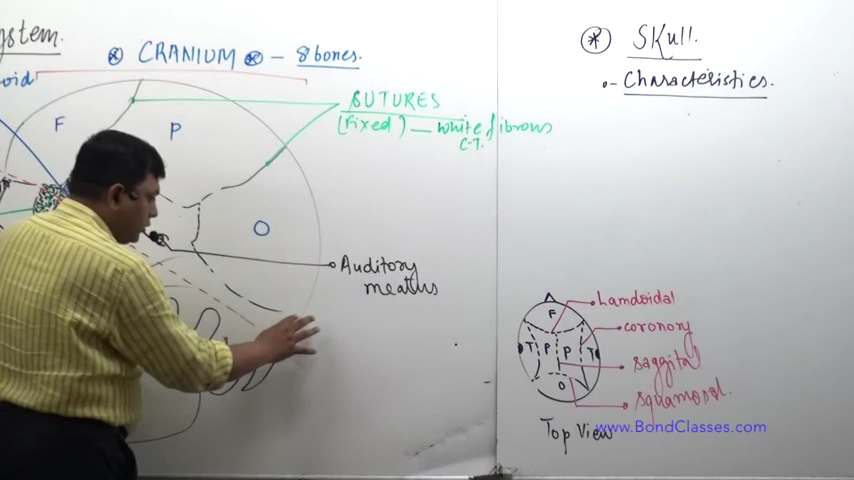 ystem.
oid
⊛ CRANIUM ⊛ - 8 bones.
SUTURES
(Fixed) — white fibrous
C.T.
F
P
O
Auditory
meatus
⊛ Skull.
•- Characteristics.
F
T P P T
O
Lamdoidal
coronory
saggital
squamosal.
Top View
www.BondClasses.com